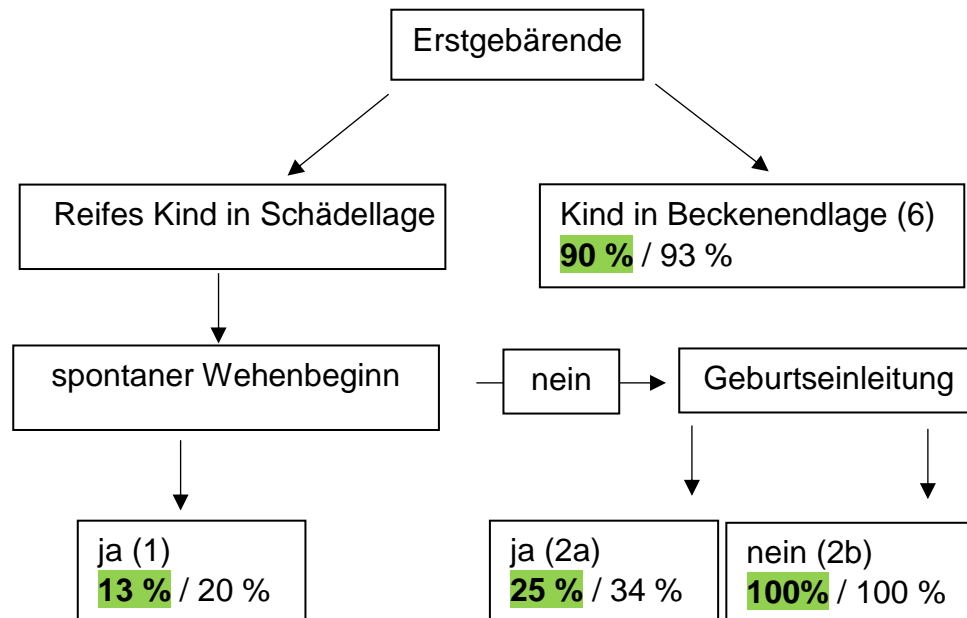 Erstgebärende
Reifes Kind in Schädellage
Kind in Beckenendlage (6)
90 % / 93 %
spontaner Wehenbeginn
nein
Geburtseinleitung
ja (1)
13 % / 20 %
ja (2a)
25 % / 34 %
nein (2b)
100% / 100 %